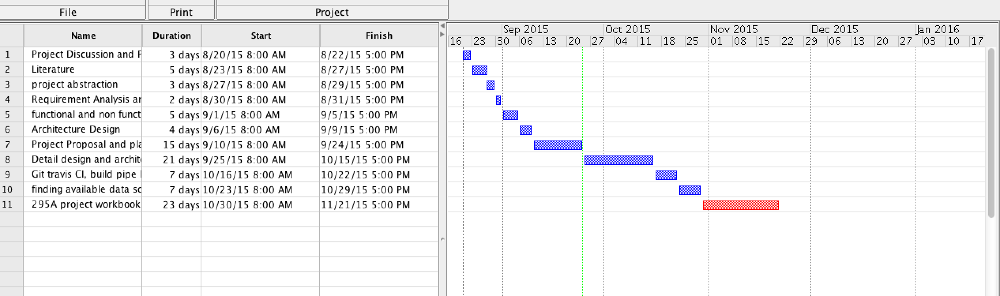 File Print Project
Name Duration Start Finish
Sep 2015 Oct 2015 Nov 2015 Dec 2015 Jan 2016
16 23 30 06 13 20 27 04 11 18 25 01 08 15 22 29 06 13 20 27 03 10 17
1 Project Discussion and 3 days 8/20/15 8:00 AM 8/22/15 5:00 PM
2 Literature 5 days 8/23/15 8:00 AM 8/27/15 5:00 PM
3 project abstraction 3 days 8/27/15 8:00 AM 8/29/15 5:00 PM
4 Requirement Analysis ar 2 days 8/30/15 8:00 AM 8/31/15 5:00 PM
5 functional and non funct 5 days 9/1/15 8:00 AM 9/5/15 5:00 PM
6 Architecture Design 4 days 9/6/15 8:00 AM 9/9/15 5:00 PM
7 Project Proposal and pla 15 days 9/10/15 8:00 AM 9/24/15 5:00 PM
8 Detail design and archit 21 days 9/25/15 8:00 AM 10/15/15 5:00 PM
9 Git travis CI, build pipe 7 days 10/16/15 8:00 AM 10/22/15 5:00 PM
10 finding available data sc 7 days 10/23/15 8:00 AM 10/29/15 5:00 PM
11 295A project workbook 23 days 10/30/15 8:00 AM 11/21/15 5:00 PM